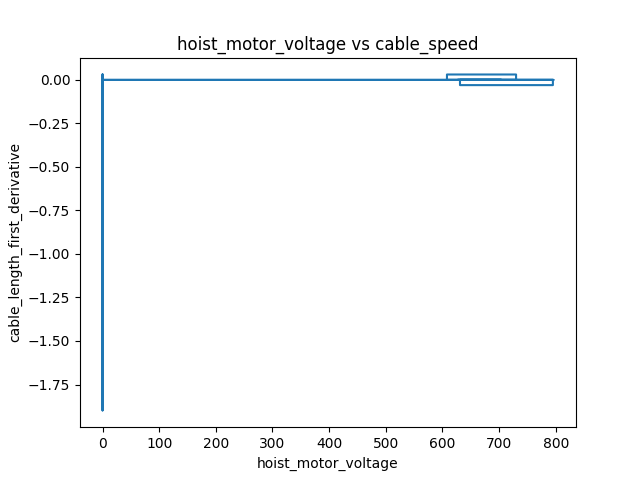 hoist_motor_voltage vs cable_speed
0.00
−0.25
−0.50
−0.75
−1.00
−1.25
−1.50
−1.75
cable_length_first_derivative
0 100 200 300 400 500 600 700 800
hoist_motor_voltage